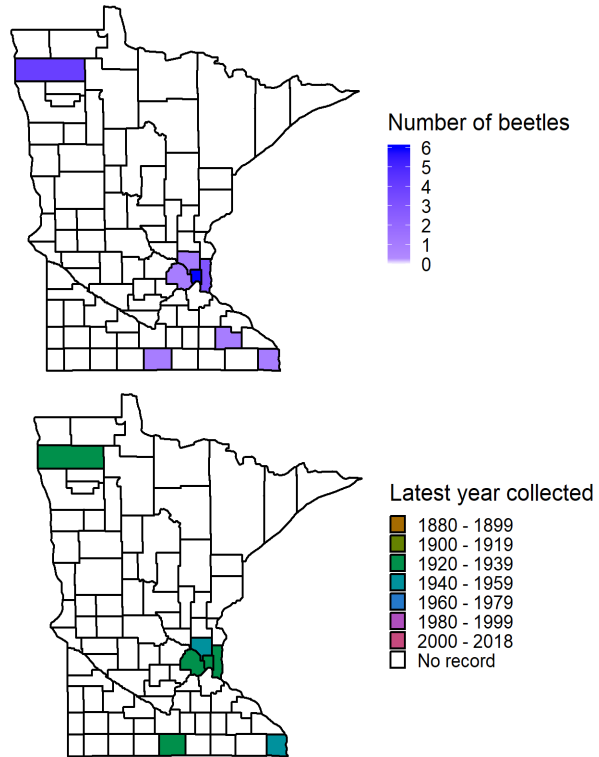 Number of beetles
6
5
4
3
2
1
0
Latest year collected
1880 - 1899
1900 - 1919
1920 - 1939
1940 - 1959
1960 - 1979
1980 - 1999
2000 - 2018
No record